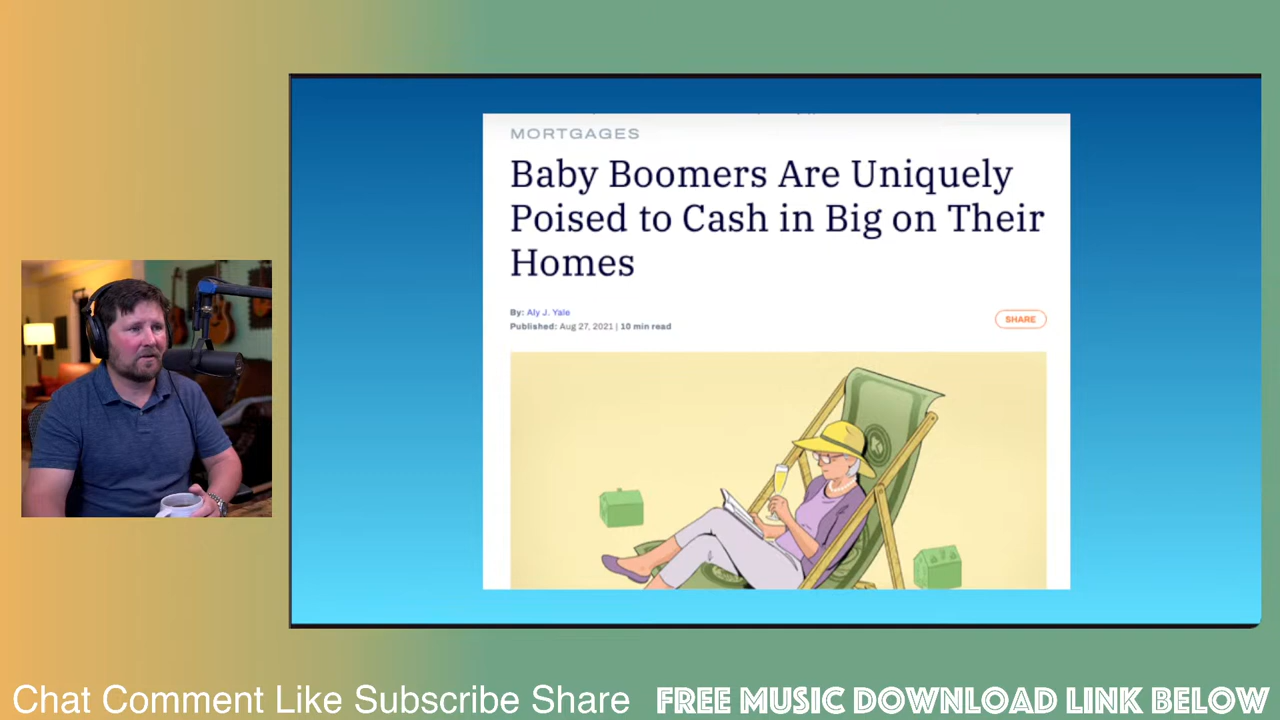 MORTGAGES
Baby Boomers Are Uniquely
Poised to Cash in Big on Their
Homes
By: Aly J. Yale
Published: Aug 27, 2021 | 10 min read
SHARE
Chat Comment Like Subscribe Share
FREE MUSIC DOWNLOAD LINK BELOW